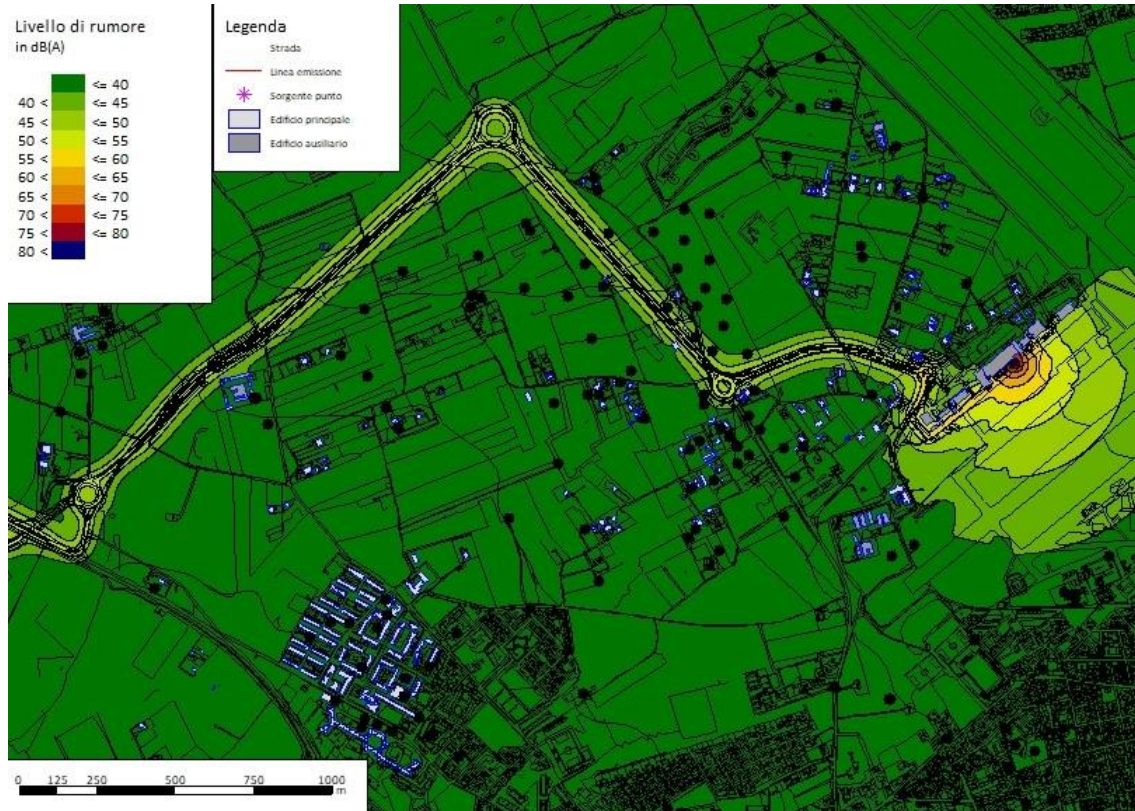 Livello di rumore
in dB(A)
<= 40
40 < <= 45
45 < <= 50
50 < <= 55
55 < <= 60
60 < <= 65
65 < <= 70
70 < <= 75
75 < <= 80
80 <
Legenda
Strada
Linea emissione
Sorgente punto
Edificio principale
Edificio ausiliario
0 125 250 500 750 1000
m